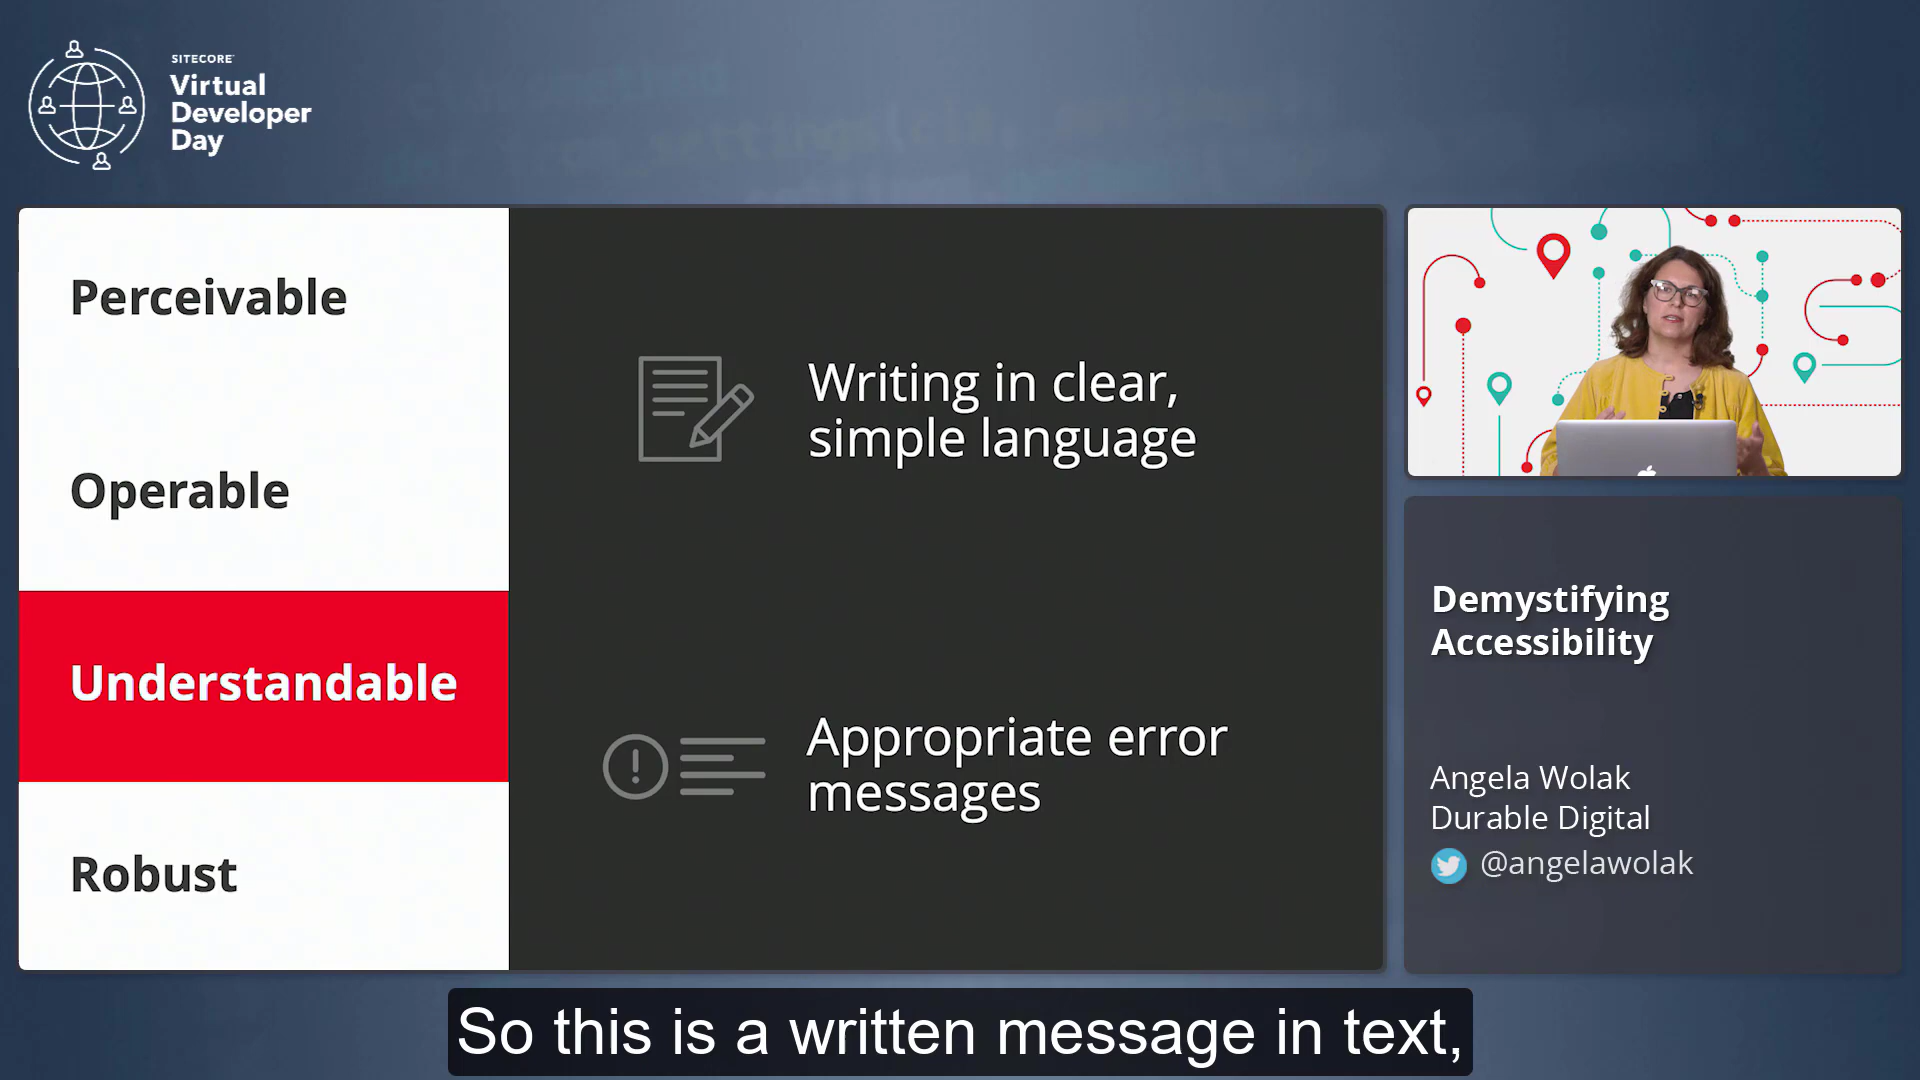 SITECORE
Virtual
Developer
Day
Perceivable
Operable
Understandable
Robust
Writing in clear,
simple language
Appropriate error
messages
Demystifying
Accessibility
Angela Wolak
Durable Digital
@angelawolak
So this is a written message in text,